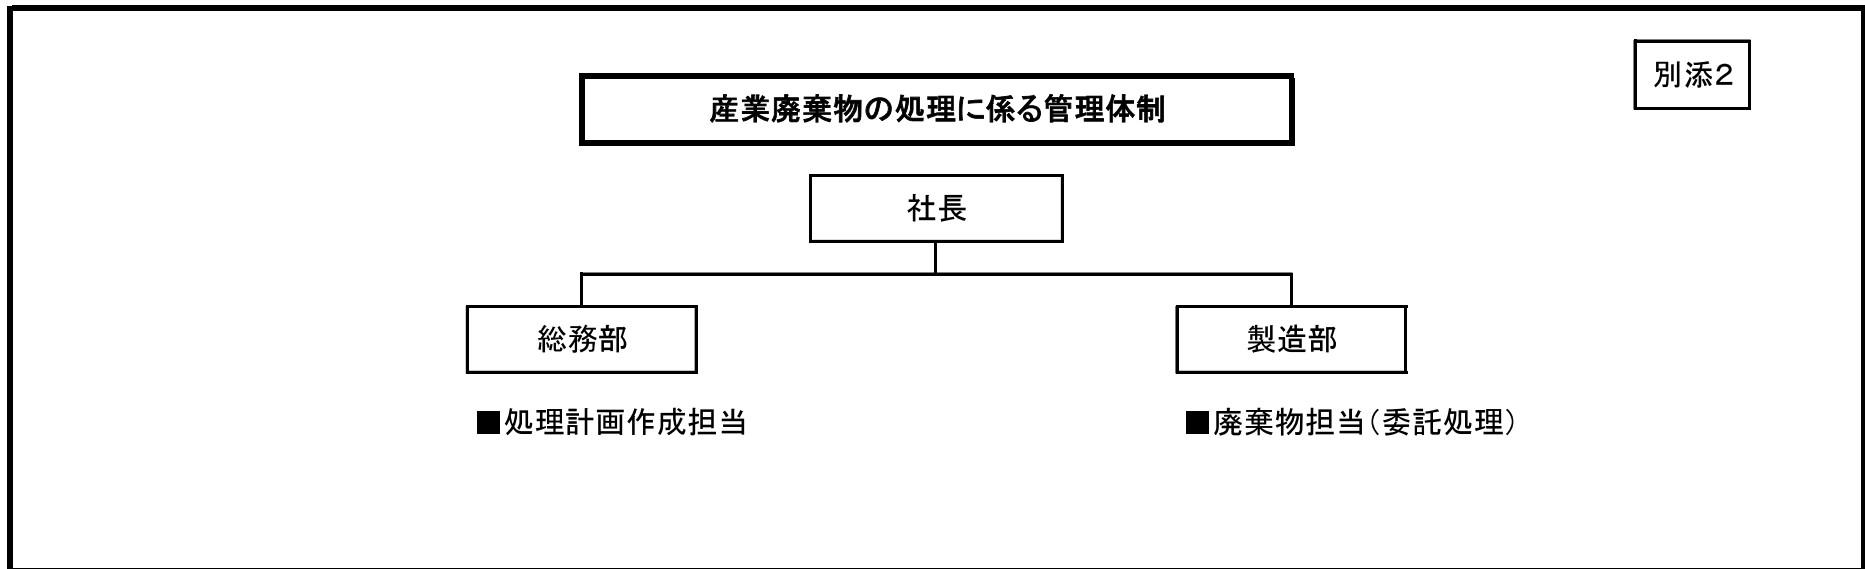 別添2
産業廃棄物の処理に係る管理体制
社長
総務部
製造部
■処理計画作成担当
■廃棄物担当(委託処理)